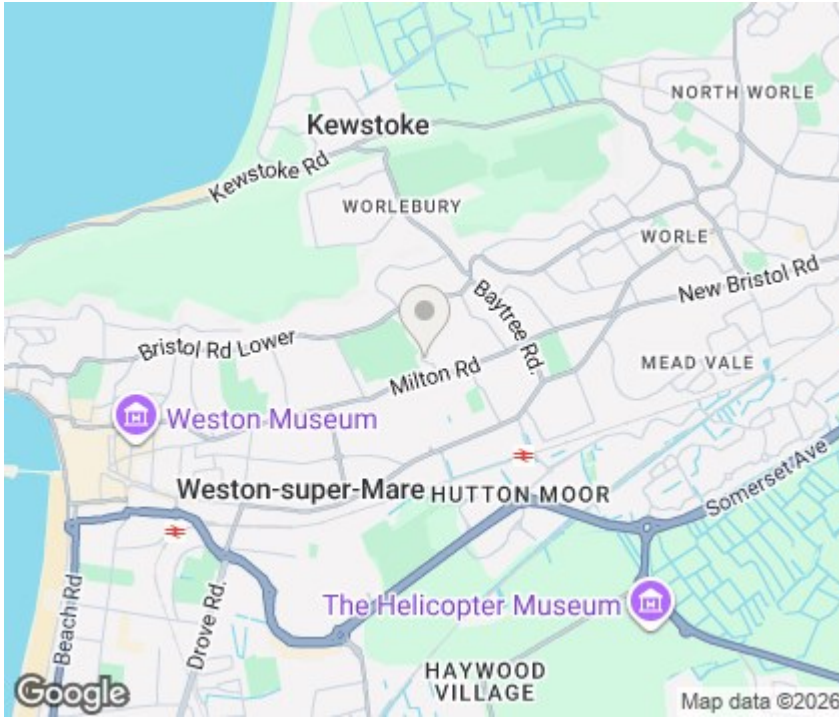 NORTH WORLE
Kewstoke
Kewstoke Rd
WORLEBURY
WORLE
New Bristol Rd
Baytree Rd.
Bristol Rd Lower
Milton Rd
MEAD VALE
Weston Museum
Weston-super-Mare
HUTTON MOOR
Somerset Ave
The Helicopter Museum
Beach Rd
Drove Rd.
HAYWOOD
VILLAGE
Google
Map data ©2026